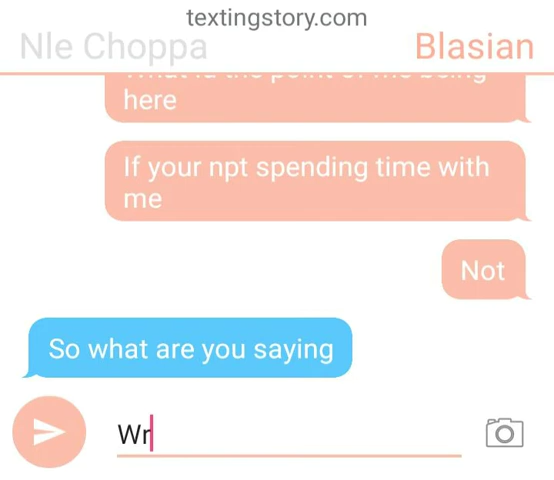 textingstory.com
Nle Choppa
Blasian
here
If your npt spending time with
me
Not
So what are you saying
Wr